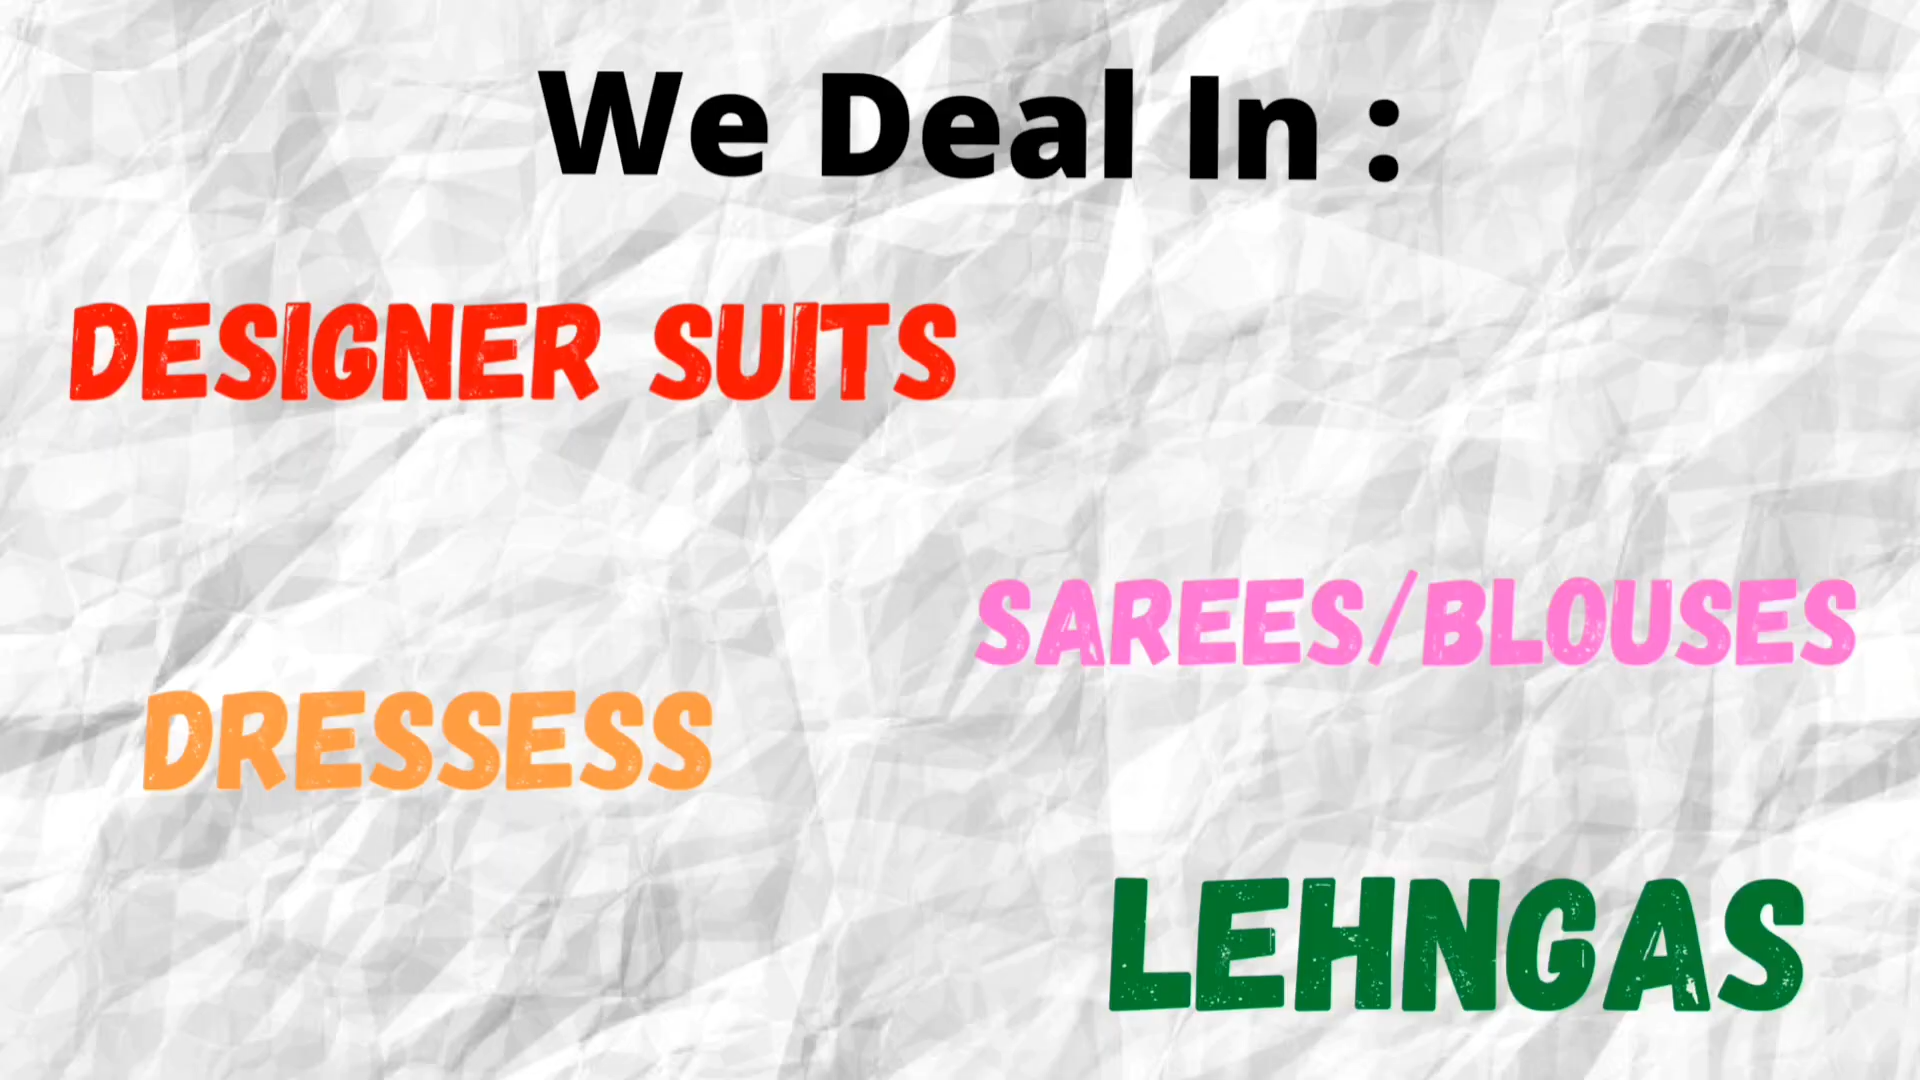 We Deal In :
DESIGNER SUITS
SAREES/BLOUSES
DRESSESS
LEHNGAS